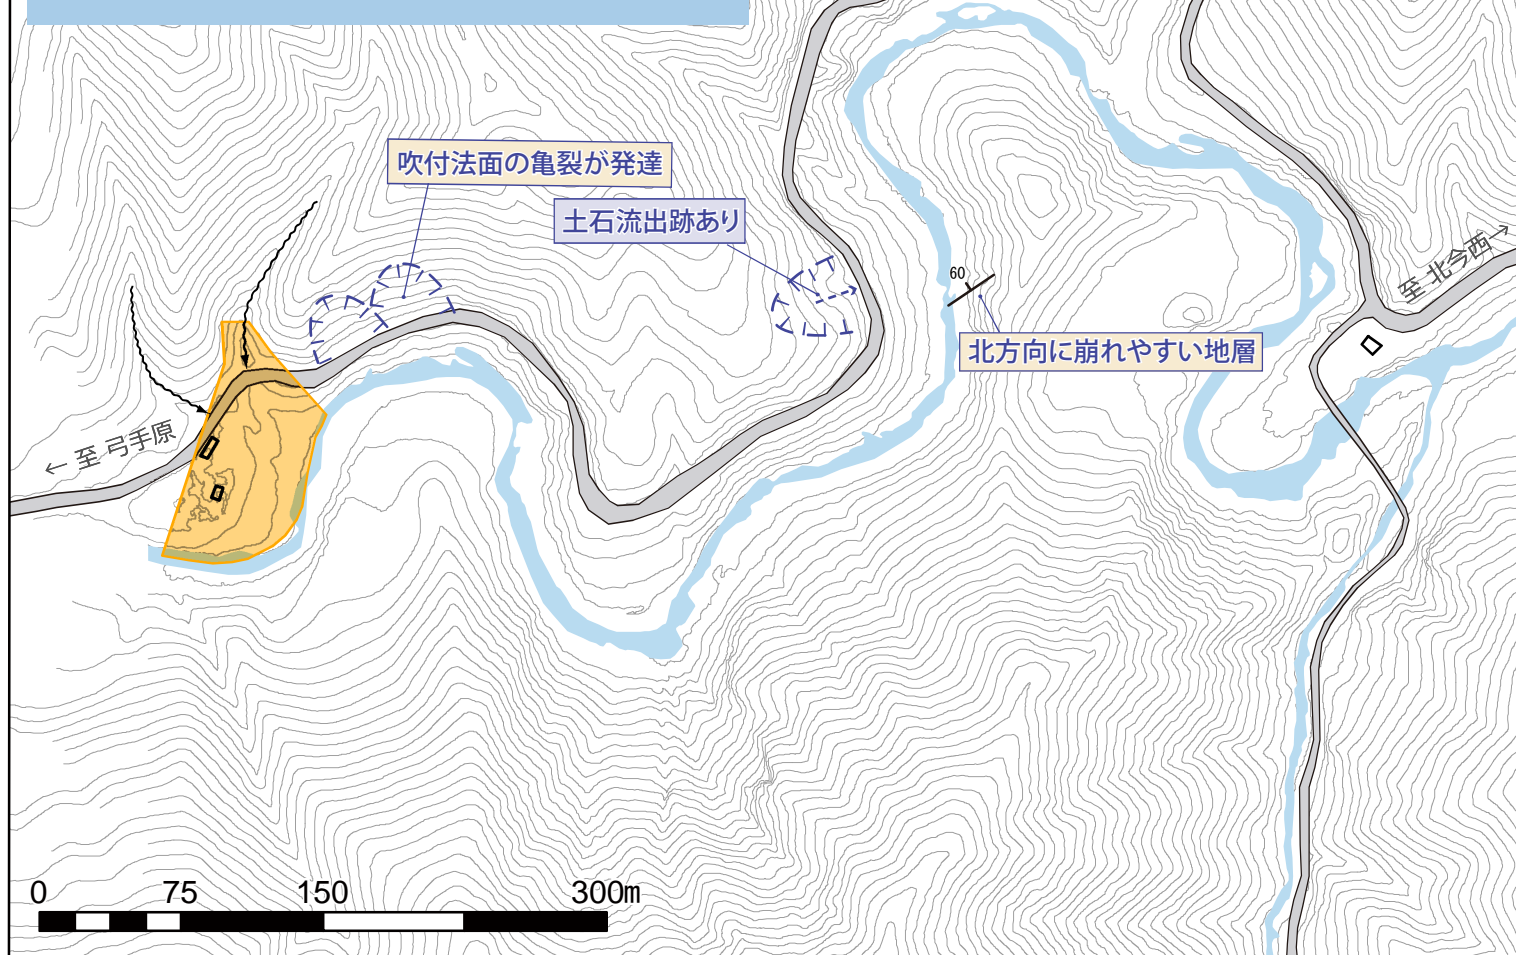 吹付法面の亀裂が発達
土石流出跡あり
60
北方向に崩れやすい地層
至 北今西→
← 至 弓手原
0 75 150 300m